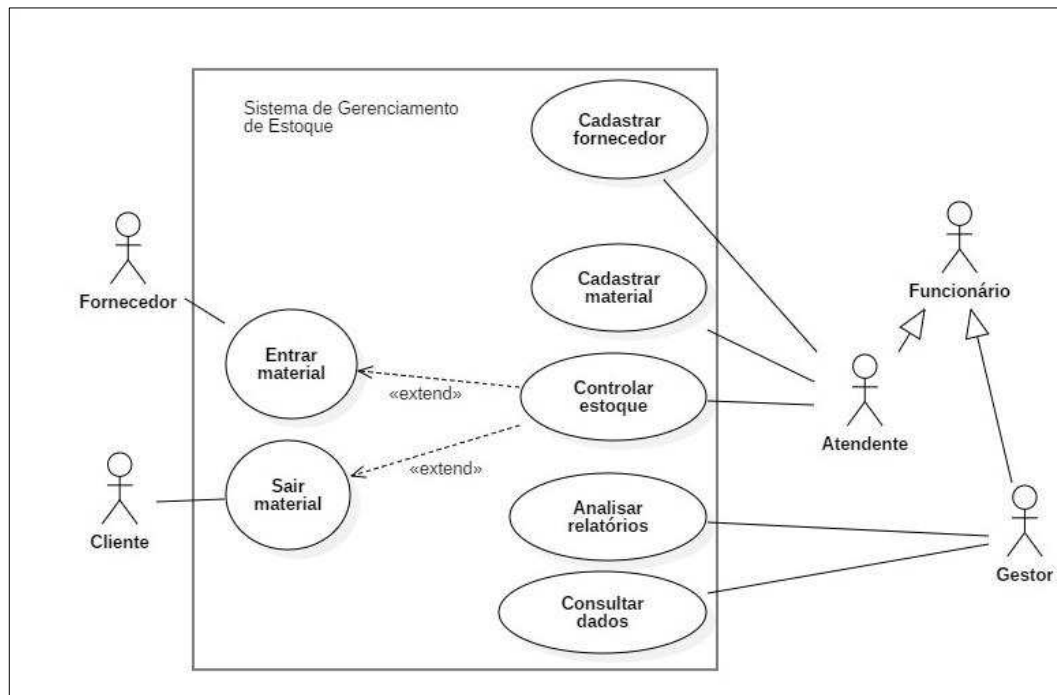 Sistema de Gerenciamento
de Estoque
Cadastrar
fornecedor
Fornecedor
Cadastrar
material
Funcionário
Entrar
material
«extend»
Controlar
estoque
Atendente
Sair
material
«extend»
Cliente
Analisar
relatórios
Gestor
Consultar
dados